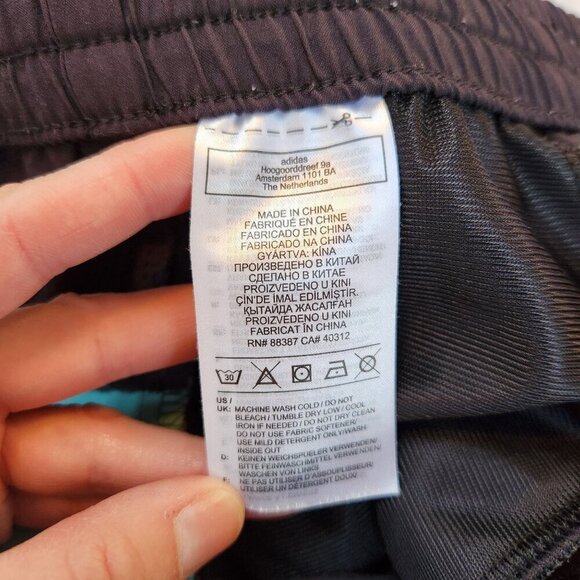 adidas
Hoogoorddreef 9a
Amsterdam 1101 BA
The Netherlands
MADE IN CHINA
FABRIQUÉ EN CHINE
FABRICADO EN CHINA
FABRICADO NA CHINA
GYÁRTVA: KÍNA
ПРОИЗВЕДЕНО В КИТАЙ
СДЕЛАНО В КИТАЕ
PROIZVEDENO U KINI
ÇİN'DE İMAL EDİLMİŞTİR.
ҚЫТАЙДА ЖАСАЛҒАН
PROIZVEDENO U KINI
FABRICAT ÎN CHINA
RN# 88387 CA# 40312
30
US /
UK: MACHINE WASH COLD / DO NOT
BLEACH / TUMBLE DRY LOW / COOL
IRON IF NEEDED / DO NOT DRY CLEAN
DO NOT USE FABRIC SOFTENER/
USE MILD DETERGENT ONLY/WASH
INSIDE OUT
D: KEINEN WEICHSPUELER VERWENDEN/
BITTE FEINWASCHMITTEL VERWENDEN/
WASCHEN VON LINKS
F: NE PAS UTILISER D'ASSOUPLISSEUR/
UTILISER UN DÉTERGENT DOUX/